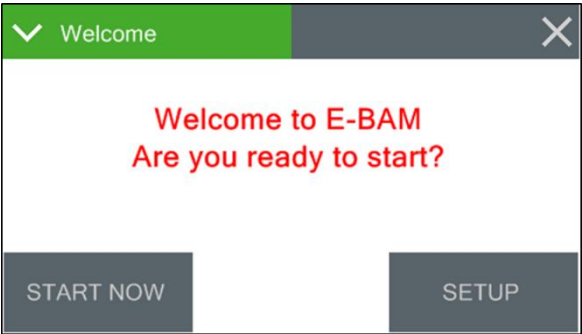 Welcome
Welcome to E-BAM
Are you ready to start?
START NOW
SETUP